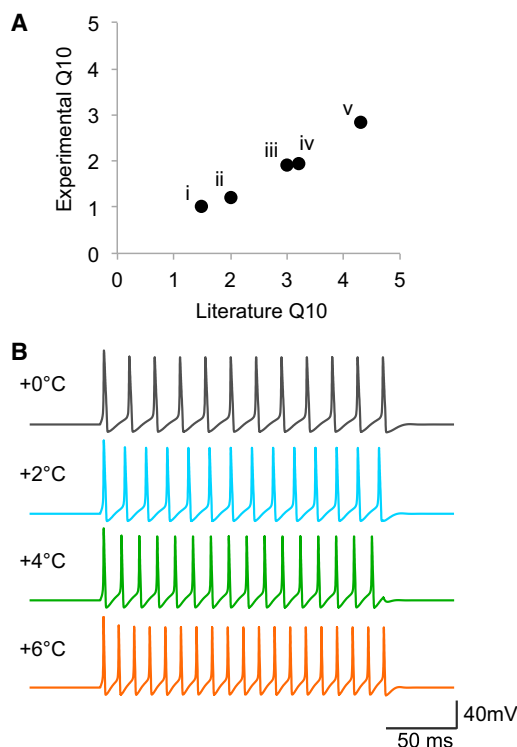 A
Experimental Q10
5
4
3
2
1
0
i
ii
iii
iv
v
0 1 2 3 4 5
Literature Q10
B
+0°C
+2°C
+4°C
+6°C
40mV
50 ms